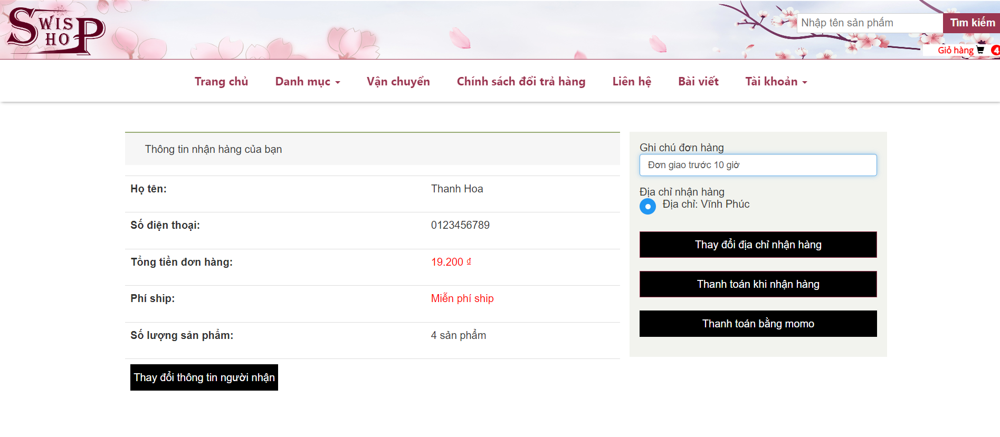 SWIS
SHOP
Nhập tên sản phẩm
Tìm kiếm
Giỏ hàng 4
Trang chủ Danh mục Vận chuyển Chính sách đổi trả hàng Liên hệ Bài viết Tài khoản
Thông tin nhận hàng của bạn
Họ tên: Thanh Hoa
Số điện thoại: 0123456789
Tổng tiền đơn hàng: 19.200 ₫
Phí ship: Miễn phí ship
Số lượng sản phẩm: 4 sản phẩm
Thay đổi thông tin người nhận
Ghi chú đơn hàng
Đơn giao trước 10 giờ
Địa chỉ nhận hàng
Địa chỉ: Vĩnh Phúc
Thay đổi địa chỉ nhận hàng
Thanh toán khi nhận hàng
Thanh toán bằng momo